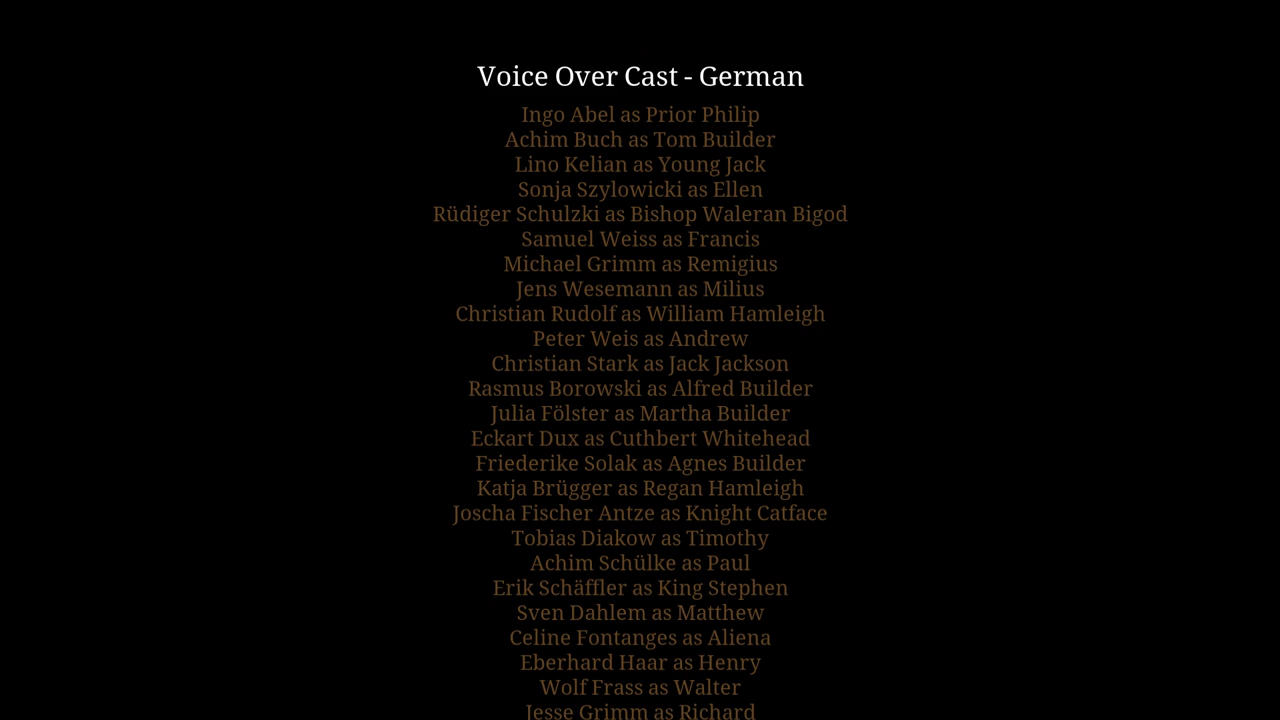 Voice Over Cast - German
Ingo Abel as Prior Philip
Achim Buch as Tom Builder
Lino Kelian as Young Jack
Sonja Szylowicki as Ellen
Rüdiger Schulzki as Bishop Waleran Bigod
Samuel Weiss as Francis
Michael Grimm as Remigius
Jens Wesemann as Milius
Christian Rudolf as William Hamleigh
Peter Weis as Andrew
Christian Stark as Jack Jackson
Rasmus Borowski as Alfred Builder
Julia Fölster as Martha Builder
Eckart Dux as Cuthbert Whitehead
Friederike Solak as Agnes Builder
Katja Brügger as Regan Hamleigh
Joscha Fischer Antze as Knight Catface
Tobias Diakow as Timothy
Achim Schülke as Paul
Erik Schäffler as King Stephen
Sven Dahlem as Matthew
Celine Fontanges as Aliena
Eberhard Haar as Henry
Wolf Frass as Walter
Jesse Grimm as Richard